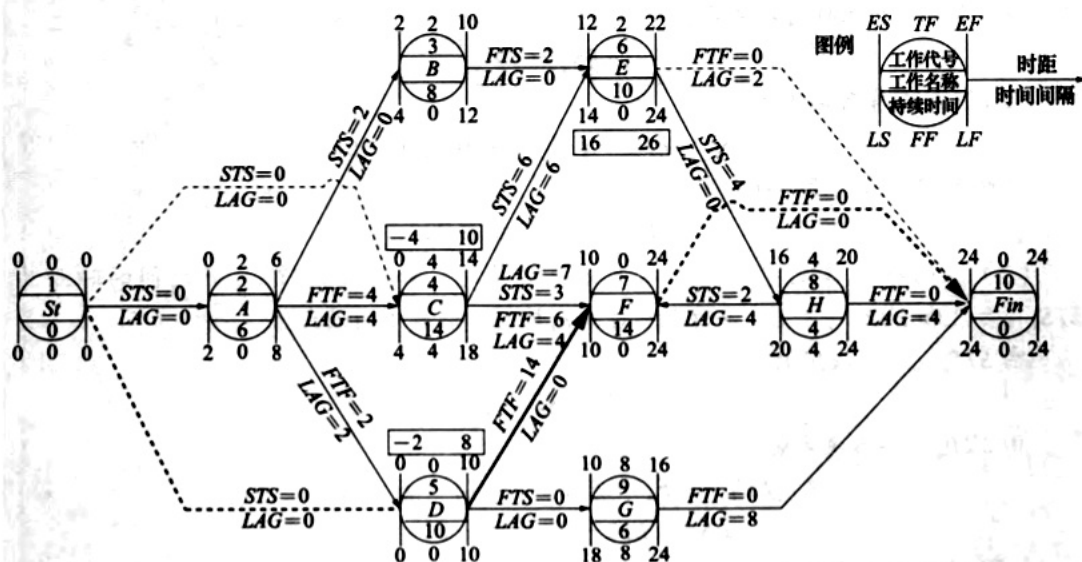 2 2 10
3
B
8
4 0 12
FTS=2
LAG=0
12 2 22
6
E
10
14 0 24
16 26
FTF=0
LAG=2
图例
ES TF EF
工作代号
工作名称
持续时间
LS FF LF
时距
时间间隔
STS=2
LAG=0
STS=6
LAG=6
STS=4
LAG=0
STS=0
LAG=0
FTF=0
LAG=0
0 0 0
1
St
0
0 0 0
STS=0
LAG=0
0 2 6
2
A
6
2 0 8
FTF=4
LAG=4
-4 10
0 4 14
4
C
14
4 4 18
LAG=7
STS=3
FTF=6
LAG=4
10 0 24
7
F
14
10 0 24
STS=2
LAG=4
16 4 20
8
H
4
20 4 24
FTF=0
LAG=4
24 0 24
10
Fin
0
24 0 24
FTF=2
LAG=2
FTF=14
LAG=0
STS=0
LAG=0
-2 8
0 0 10
5
D
10
0 0 10
FTS=0
LAG=0
10 8 16
9
G
6
18 8 24
FTF=0
LAG=8